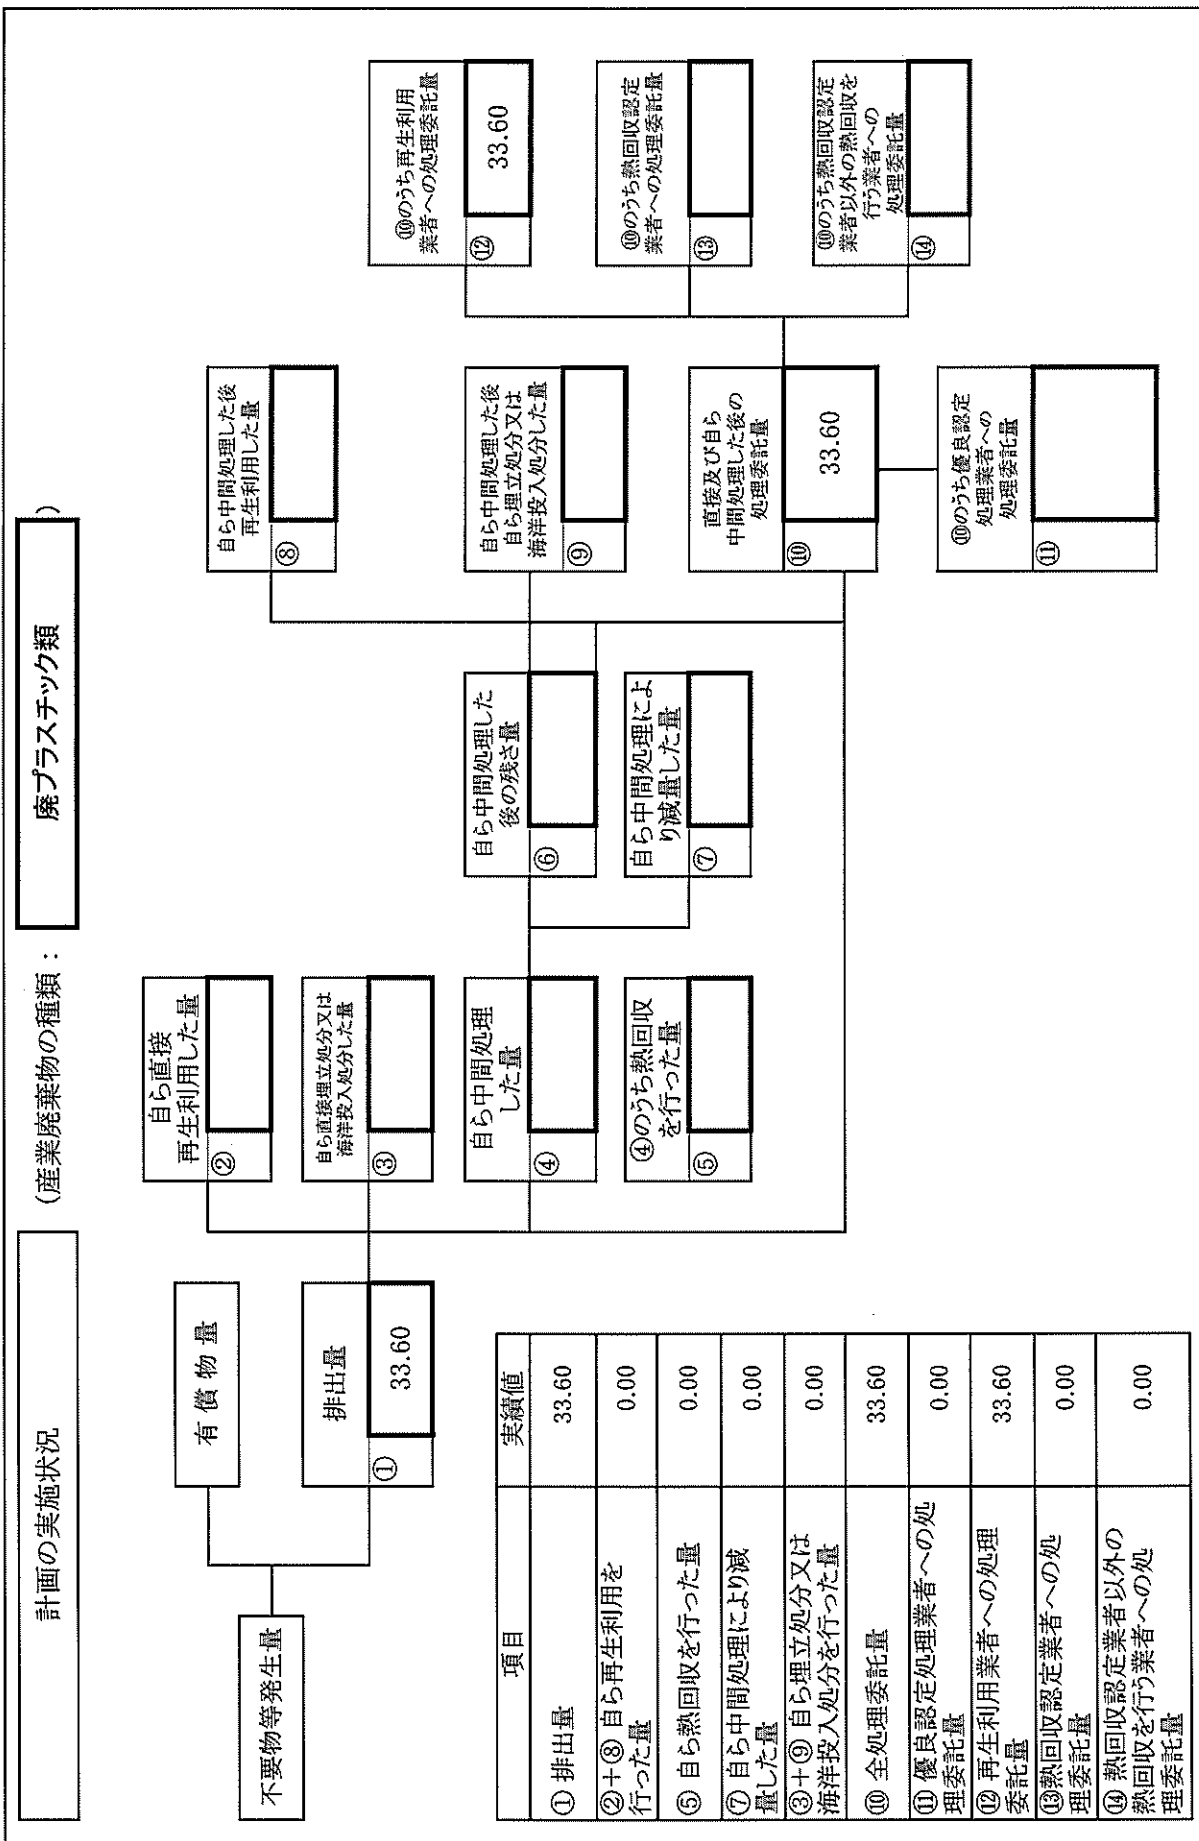 計画の実施状況
(産業廃棄物の種類：
廃プラスチック類
)
不要物等発生量
有償物量
排出量
①
33.60
自ら直接
再生利用した量
②
自ら直接埋立処分又は
海洋投入処分した量
③
自ら中間処理
した量
④
④のうち熱回収
を行った量
⑤
自ら中間処理した
後の残さ量
⑥
自ら中間処理によ
り減量した量
⑦
自ら中間処理した後
再生利用した量
⑧
自ら中間処理した後
自ら埋立処分又は
海洋投入処分した量
⑨
直接及び自ら
中間処理した後の
処理委託量
⑩
33.60
⑩のうち優良認定
処理業者への
処理委託量
⑪
⑩のうち再生利用
業者への処理委託量
⑫
33.60
⑩のうち熱回収認定
業者への処理委託量
⑬
⑩のうち熱回収認定
業者以外の熱回収を
行う業者への
処理委託量
⑭
項目
実績値
① 排出量
33.60
②＋⑧ 自ら再生利用を
行った量
0.00
⑤ 自ら熱回収を行った量
0.00
⑦ 自ら中間処理により減
量した量
0.00
③＋⑨ 自ら埋立処分又は
海洋投入処分を行った量
0.00
⑩ 全処理委託量
33.60
⑪ 優良認定処理業者への処
理委託量
0.00
⑫ 再生利用業者への処理
委託量
33.60
⑬熱回収認定業者への処
理委託量
0.00
⑭ 熱回収認定業者以外の
熱回収を行う業者への処
理委託量
0.00